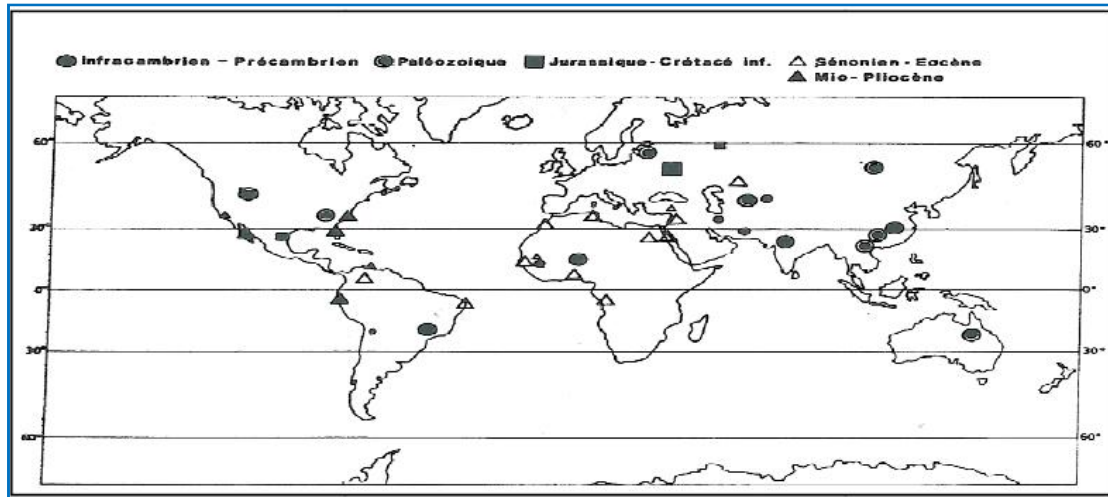 Infracambrien - Précambrien Paléozoique Jurassique-Crétacé inf. Sénonien-Eocène
Mio-Pliocène
60° 60°
30° 30°
0° 0°
30° 30°
60° 60°